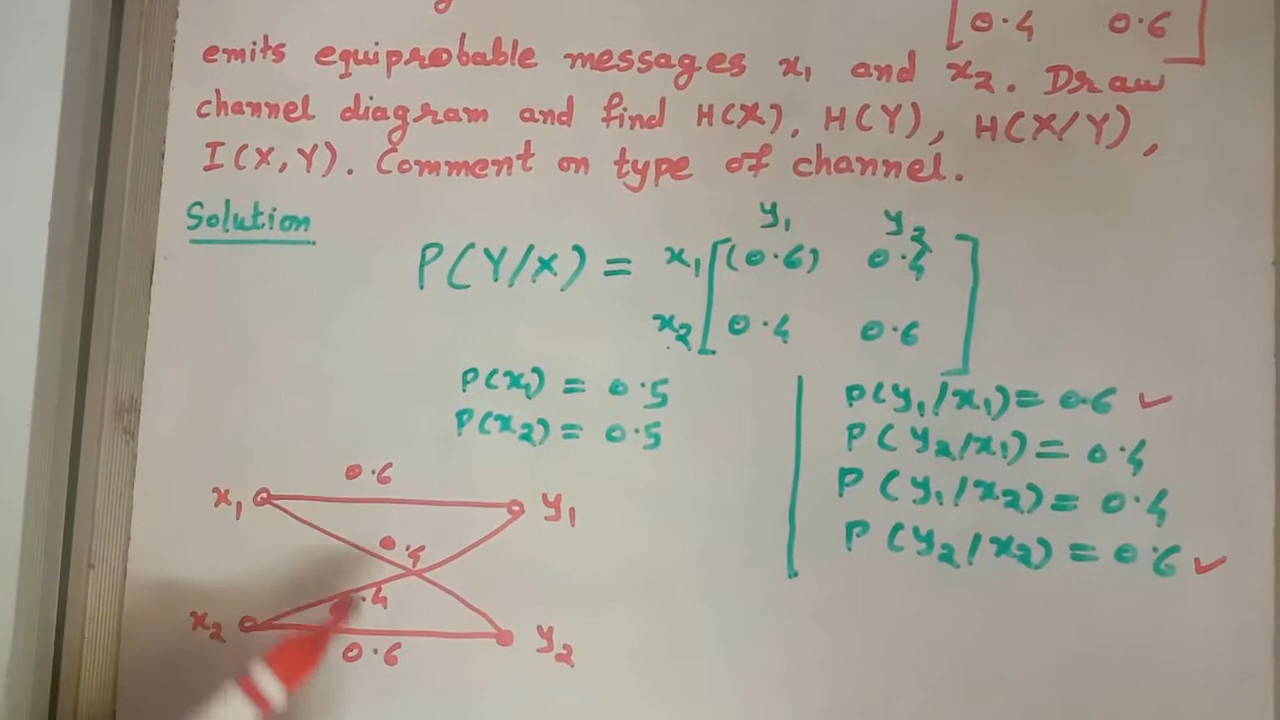 [0.4 0.6]
emits equiprobable messages x₁ and x₂. Draw
channel diagram and find H(X), H(Y), H(X/Y),
I(X,Y). Comment on type of channel.
Solution
y₁ y₂
P(Y/X) = x₁ [(0.6) 0.4
x₂ 0.4 0.6]
P(x₁) = 0.5
P(x₂) = 0.5
P(y₁/x₁) = 0.6 ✓
P(y₂/x₁) = 0.4
P(y₁/x₂) = 0.4
P(y₂/x₂) = 0.6 ✓
0.6
x₁ y₁
0.4
0.4
x₂ y₂
0.6